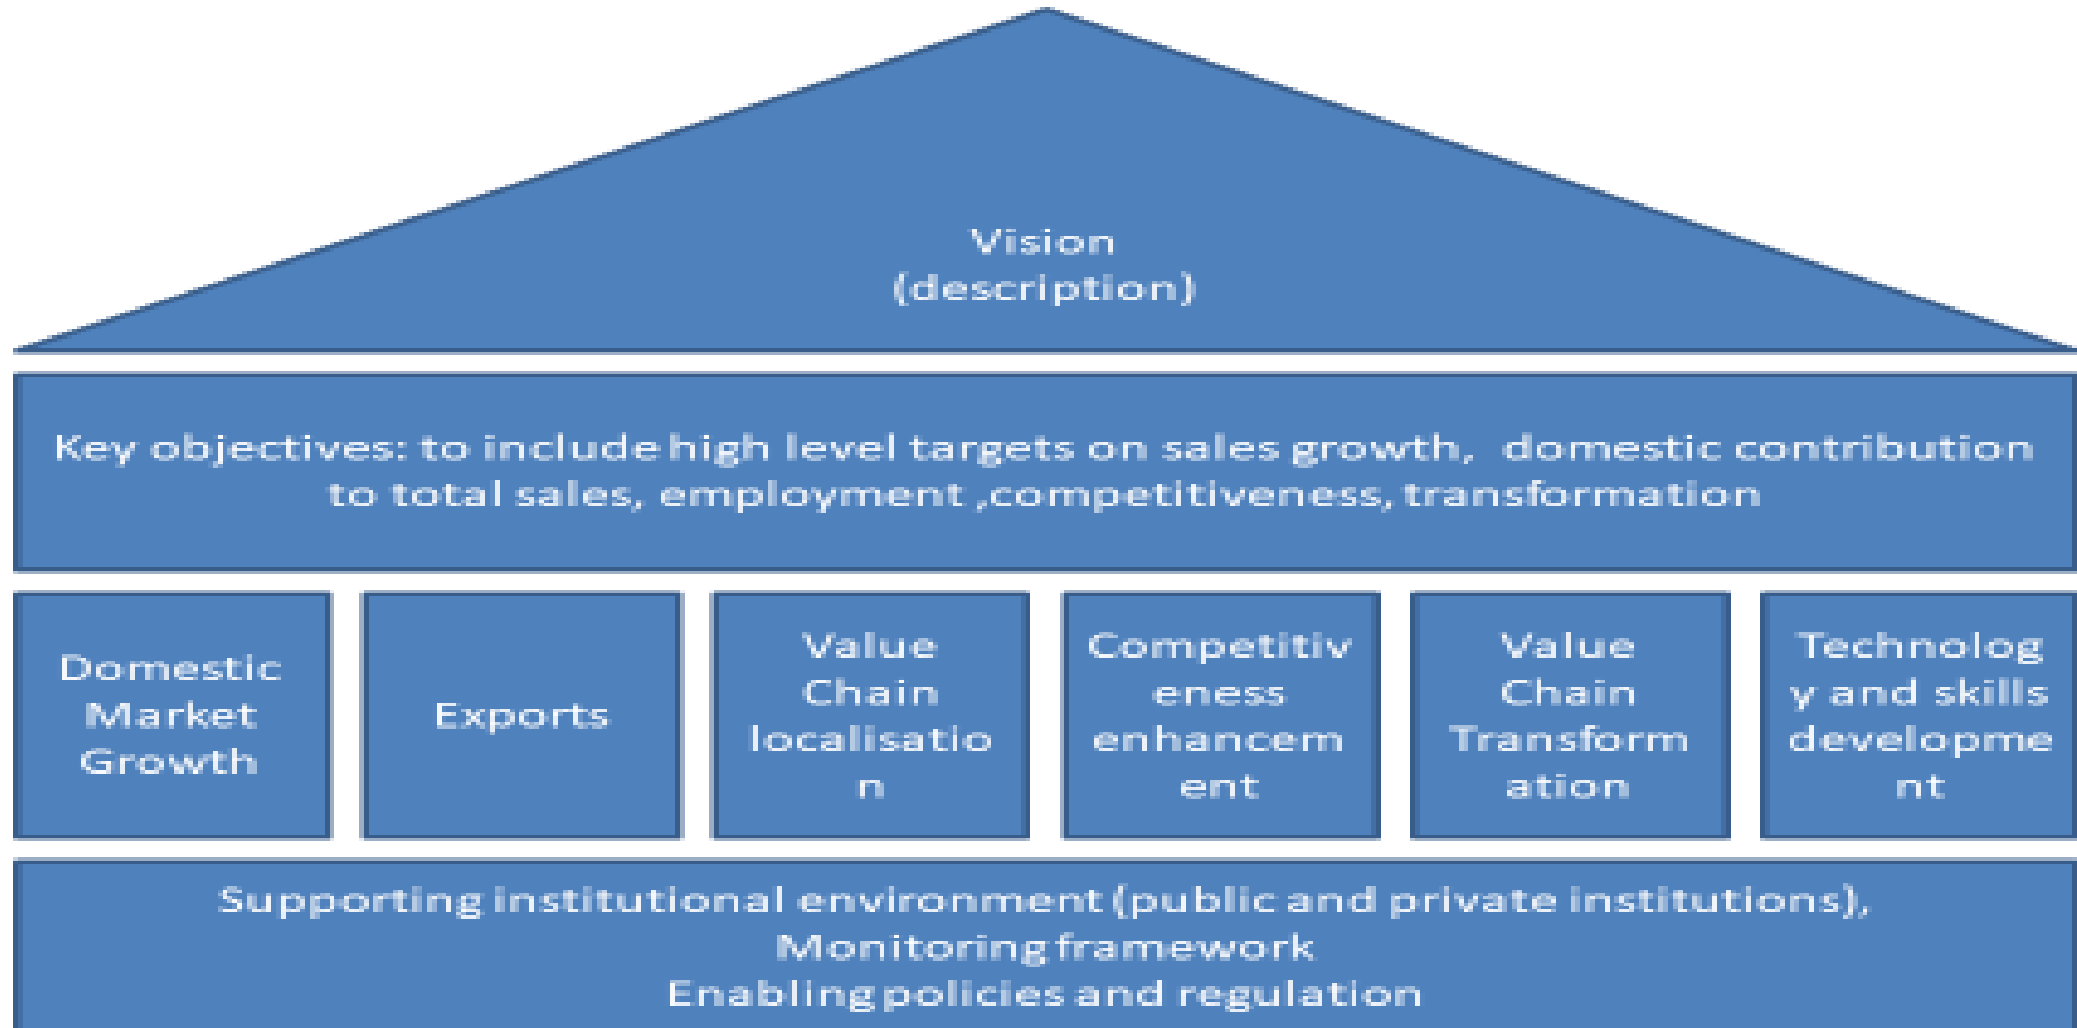 Vision
(description)
Key objectives: to include high level targets on sales growth,  domestic contribution
to total sales, employment ,competitiveness, transformation
Domestic
Market
Growth
Exports
Value
Chain
localisatio
n
Competitiv
eness
enhancem
ent
Value
Chain
Transform
ation
Technolog
y and skills
developme
nt
Supporting institutional environment (public and private institutions),
Monitoring framework
Enabling policies and regulation